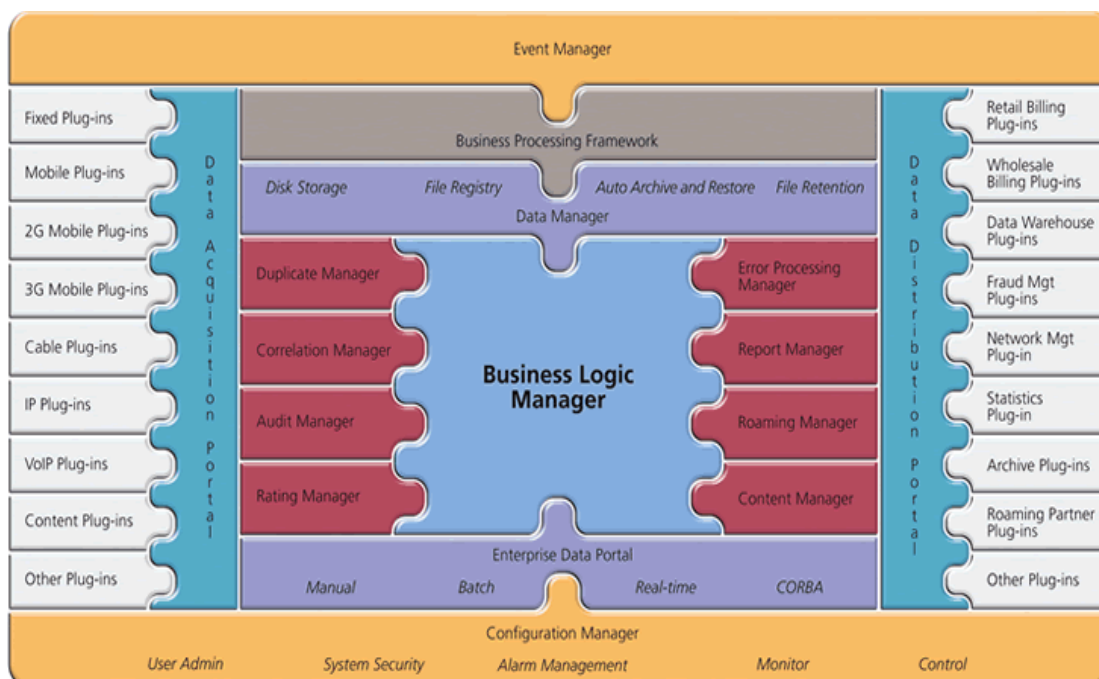 Event Manager
Fixed Plug-ins
Mobile Plug-ins
2G Mobile Plug-ins
3G Mobile Plug-ins
Cable Plug-ins
IP Plug-ins
VoIP Plug-ins
Content Plug-ins
Other Plug-ins
Data Acquisition Portal
Business Processing Framework
Disk Storage
File Registry
Auto Archive and Restore
File Retention
Data Manager
Duplicate Manager
Correlation Manager
Audit Manager
Rating Manager
Business Logic
Manager
Error Processing
Manager
Report Manager
Roaming Manager
Content Manager
Enterprise Data Portal
Manual
Batch
Real-time
CORBA
Data Distribution Portal
Retail Billing
Plug-ins
Wholesale
Billing Plug-ins
Data Warehouse
Plug-ins
Fraud Mgt
Plug-ins
Network Mgt
Plug-in
Statistics
Plug-in
Archive Plug-ins
Roaming Partner
Plug-ins
Other Plug-ins
Configuration Manager
User Admin
System Security
Alarm Management
Monitor
Control